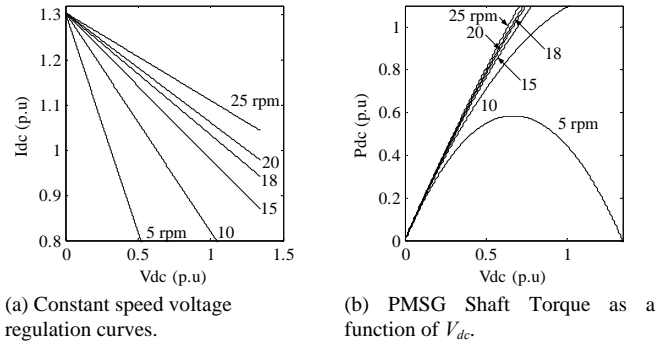 1.3
1.2
1.1
1
0.9
0.8
Idc (p.u)
25 rpm
20
18
15
10
5 rpm
0
0.5
1
1.5
Vdc (p.u)
(a) Constant speed voltage
regulation curves.
1
0.8
0.6
0.4
0.2
0
Pdc (p.u)
25 rpm
20
18
15
10
5 rpm
0
0.5
1
Vdc (p.u)
(b) PMSG Shaft Torque as a
function of Vdc.